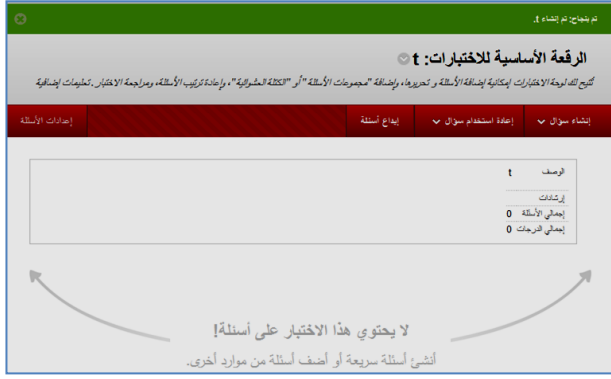 تم بنجاح: تم إنشاء t.
الرقعة الأساسية للاختبارات: t
تُتيح لك لوحة الاختبارات إمكانية إضافة الأسئلة و تحريرها، وإضافة "مجموعات الأسئلة" أو "الكتلة العشوائية"، وإعادة ترتيب الأسئلة، ومراجعة الاختبار. تعليمات إضافية
إنشاء سؤال إعادة استخدام سؤال إيداع أسئلة إعدادات الأسئلة
الوصف t
إرشادات
إجمالي الأسئلة 0
إجمالي الدرجات 0
لا يحتوي هذا الاختبار على أسئلة!
أنشئ أسئلة سريعة أو أضف أسئلة من موارد أخرى.